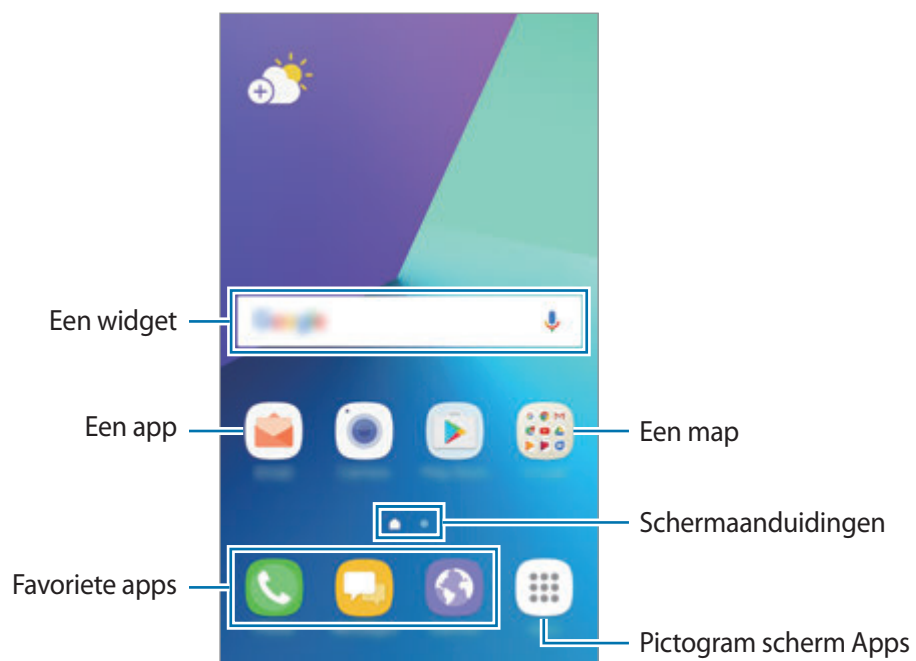 Een widget
Een app
Een map
Schermaanduidingen
Favoriete apps
Pictogram scherm Apps